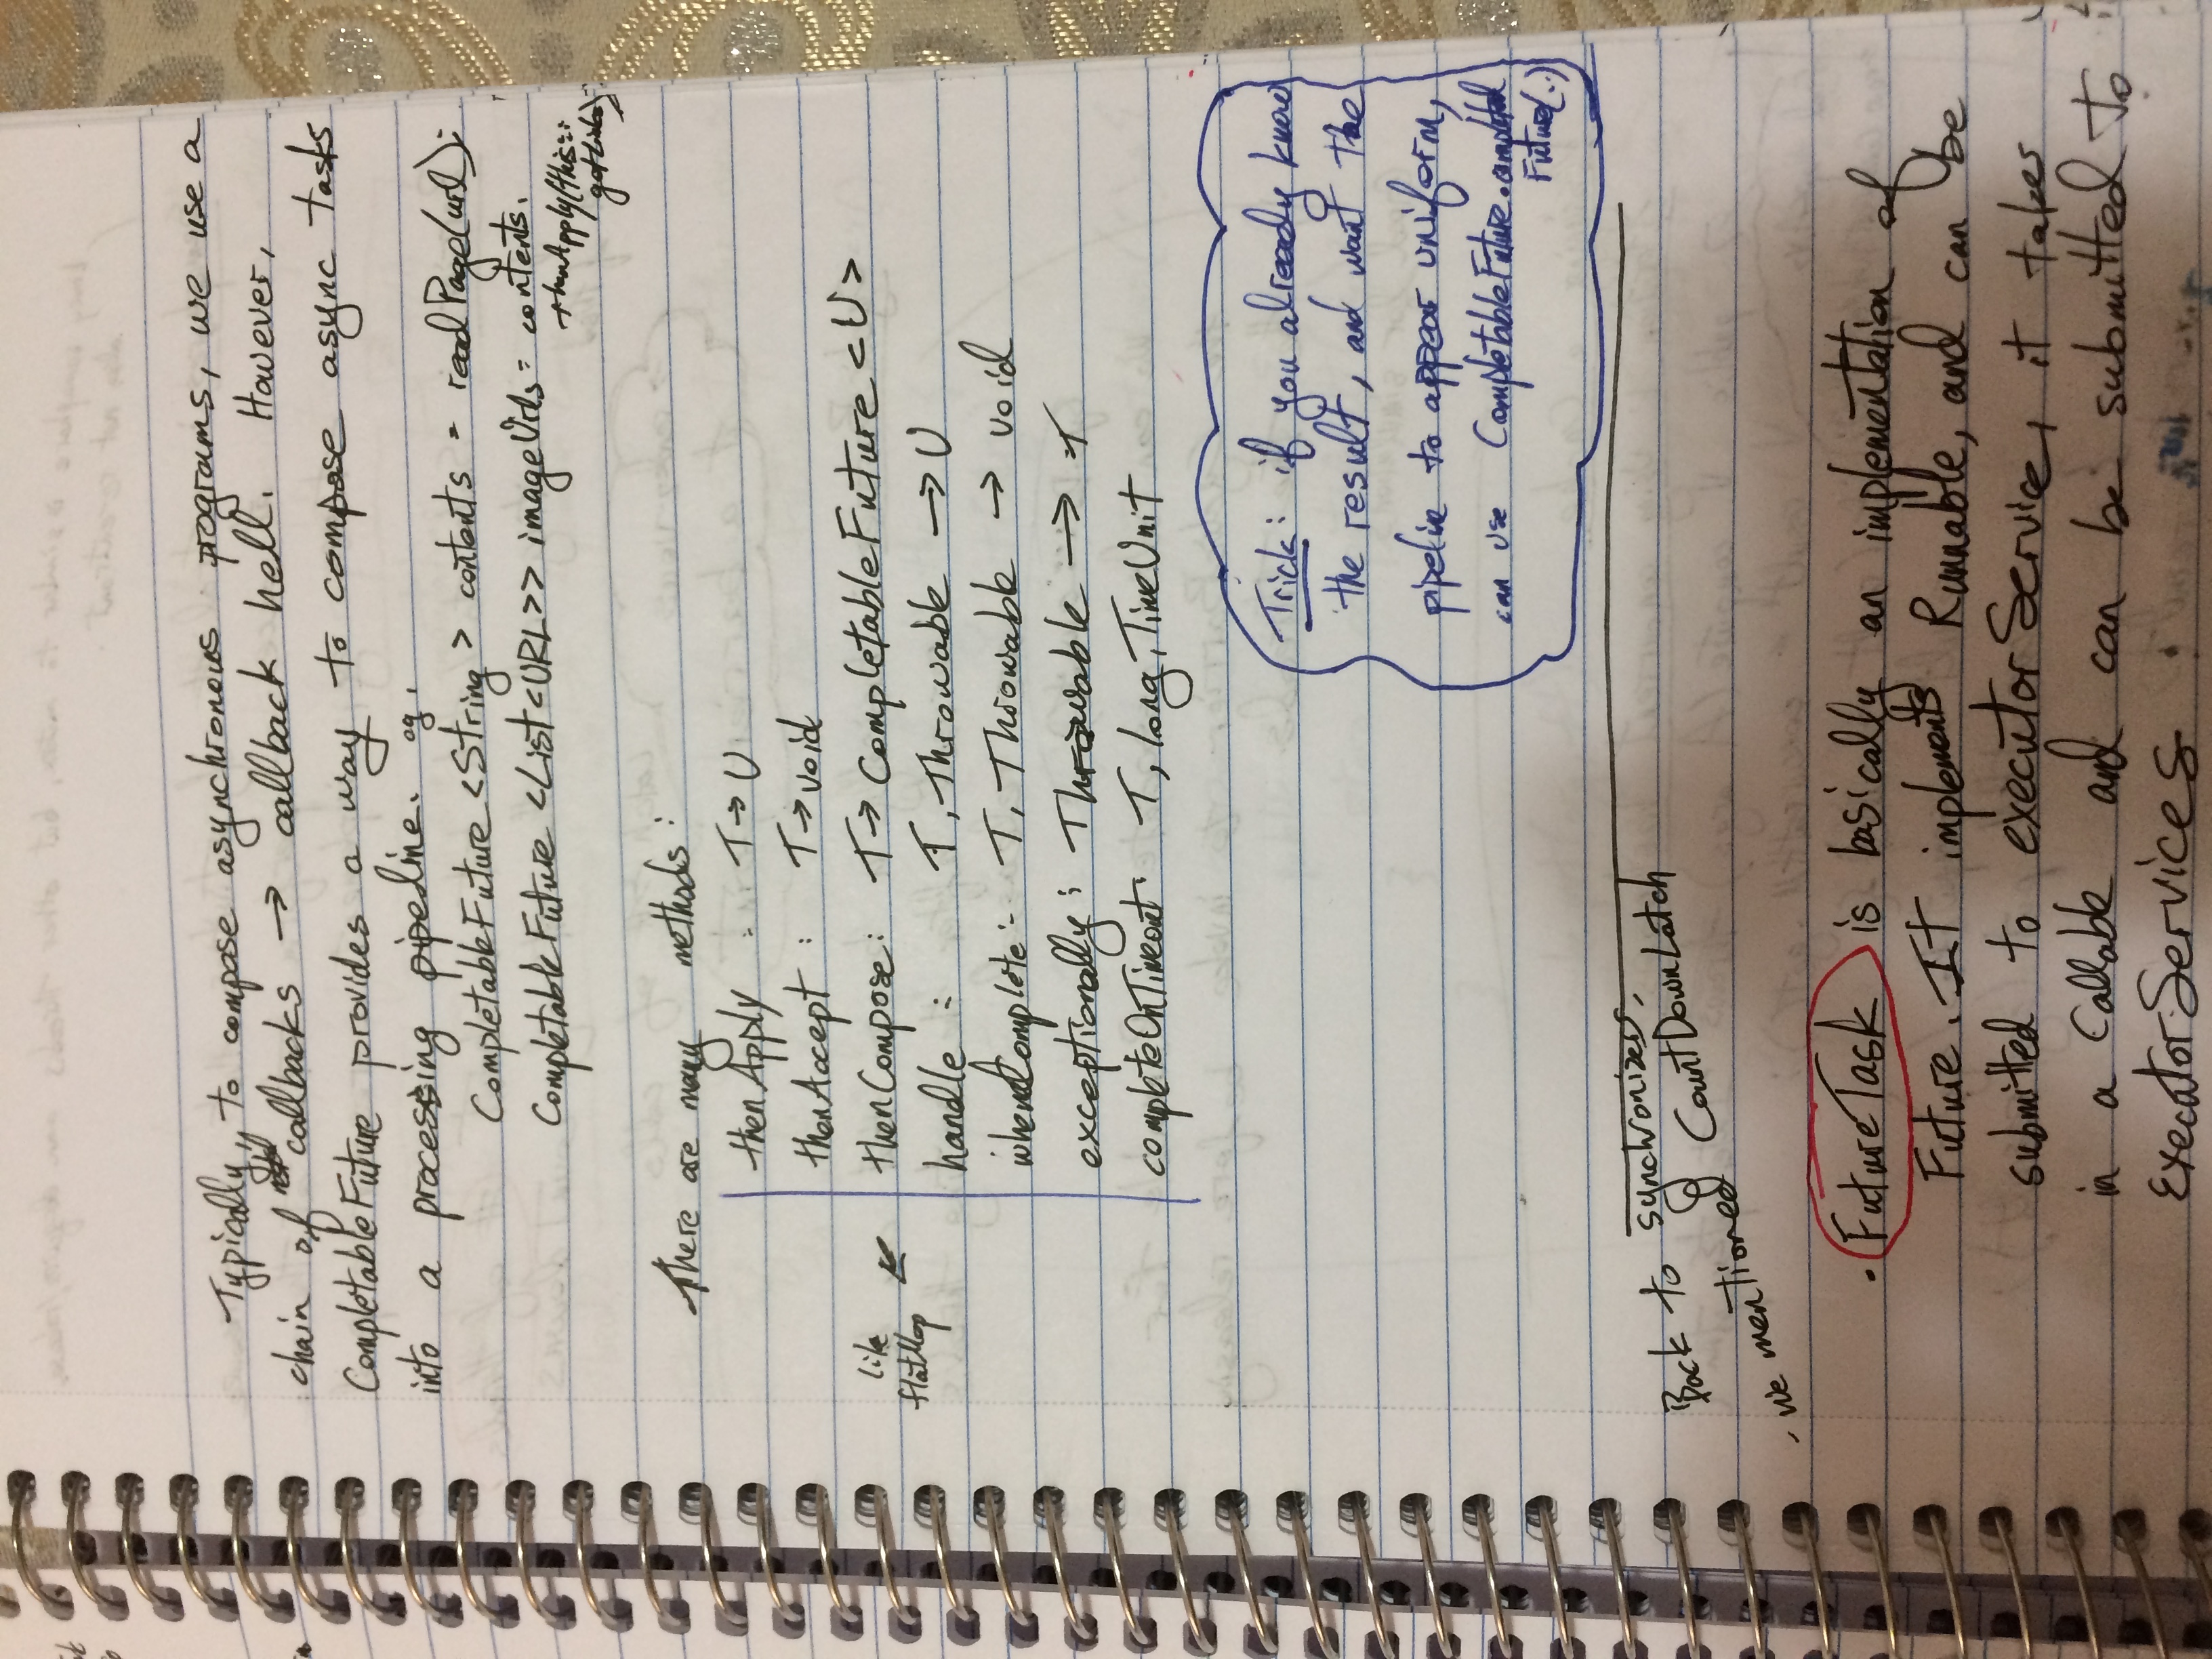 Typically, to compose asynchronous programs, we use a
chain of nested callbacks → callback hell. However,
CompletableFuture provides a way to compose async tasks
into a processing pipeline. eg.
CompletableFuture <String> contents = readPage(url);
CompletableFuture <List<URL>> imageUrls = contents.
thenApply(this::
getLinks);
There are many methods:
thenApply : T → U
thenAccept : T → void
like
flatMap ↙
thenCompose: T → CompletableFuture <U>
handle : T, Throwable → U
whenComplete: T, Throwable → void
exceptionally: Throwable → T
completeOnTimeout: T, long, TimeUnit
Trick: if you already know
the result, and want the
pipeline to appear uniform,
can use CompletableFuture.completed
Future(..)
Back to synchronizers,
- we mentioned CountDownLatch
. FutureTask is basically an implementation of
Future. It implements Runnable, and can be
submitted to executorService, it takes
in a Callable and can be submitted to
ExecutorServices